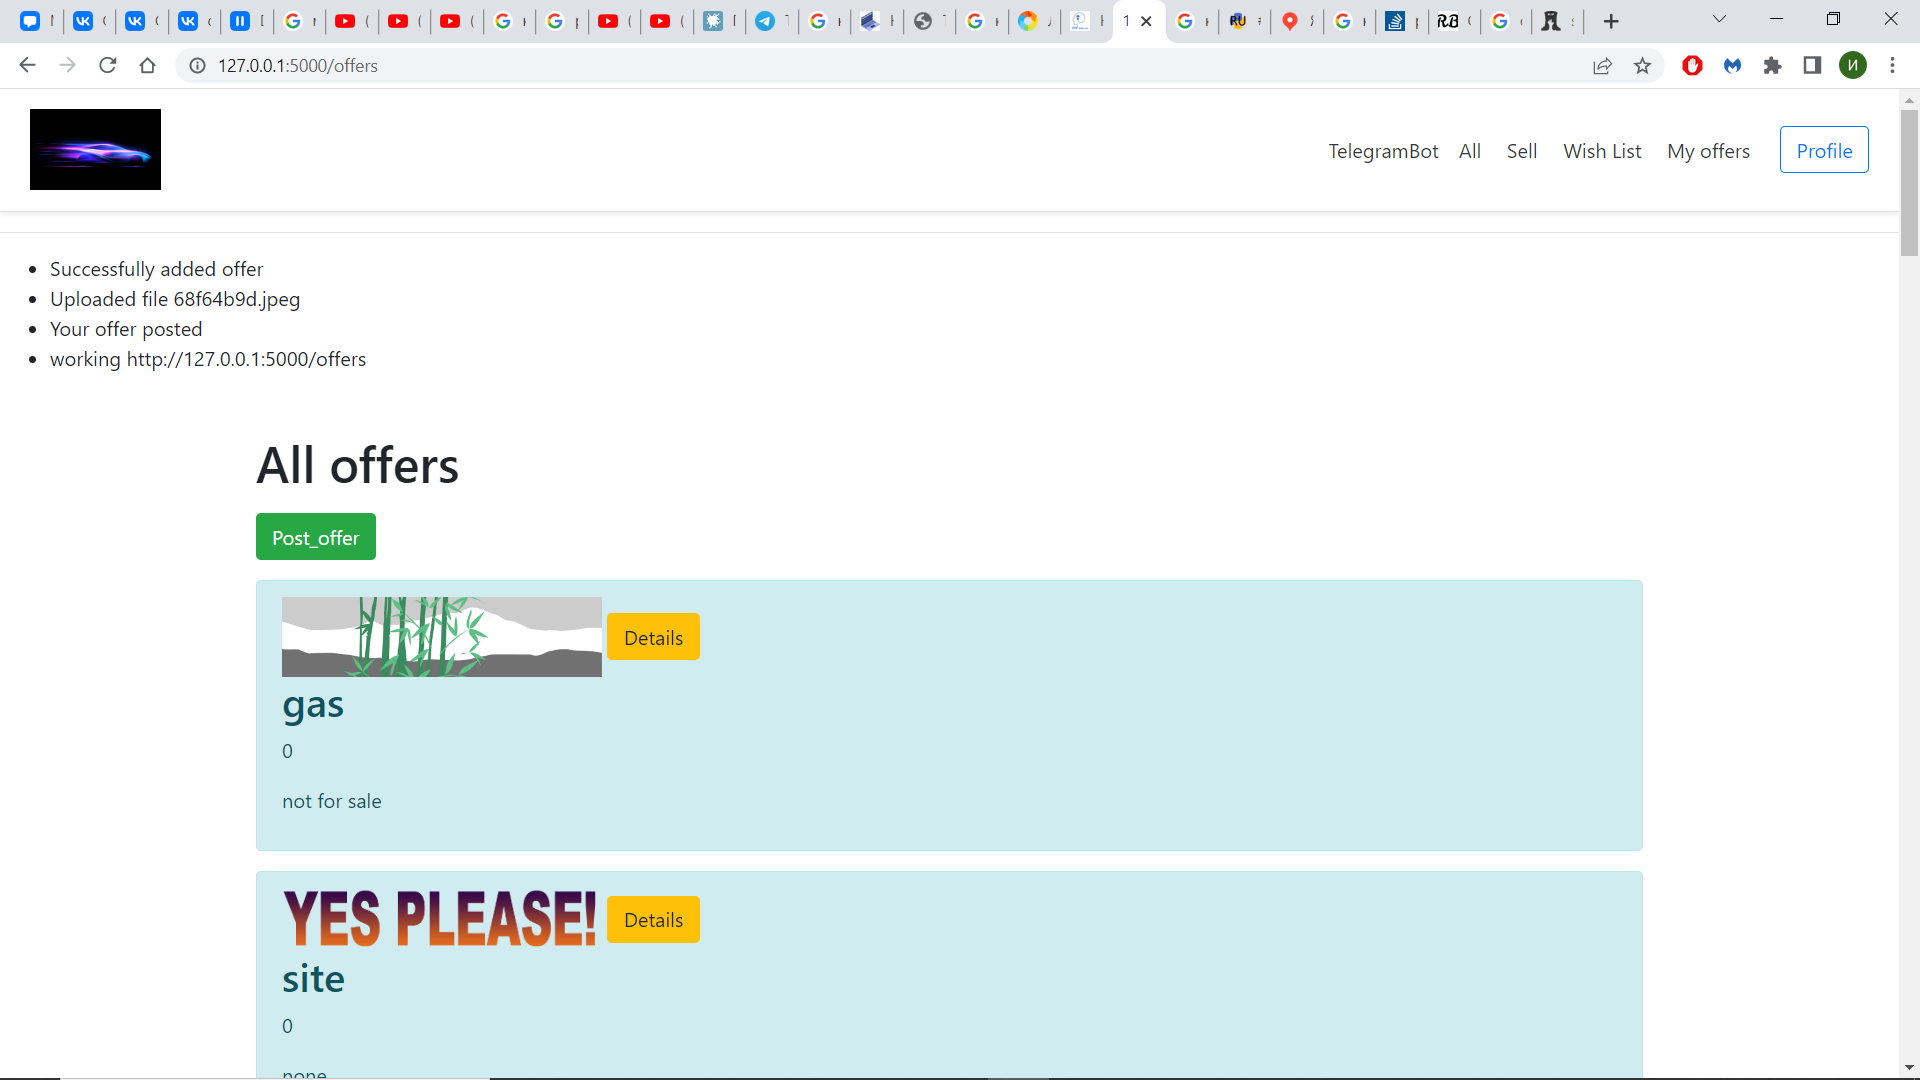 127.0.0.1:5000/offers
И
TelegramBot All Sell Wish List My offers Profile
Successfully added offer
Uploaded file 68f64b9d.jpeg
Your offer posted
working http://127.0.0.1:5000/offers
All offers
Post_offer
Details
gas
0
not for sale
YES PLEASE!
Details
site
0
none